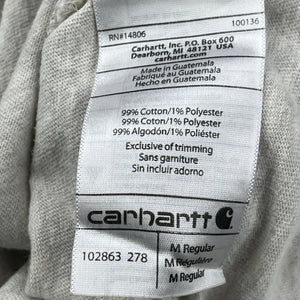 RN#14806 100136
Carhartt, Inc. P.O. Box 600
Dearborn, MI 48121 USA
carhartt.com
Made in Guatemala
Fabriqué au Guatemala
Hecho en Guatemala
99% Cotton/1% Polyester
99% Cotton/1% Polyester
99% Algodón/1% Poliéster
Exclusive of trimming
Sans garniture
Sin incluir adorno
carhartt
102863 278
M Regular
M Régulière
M Regular